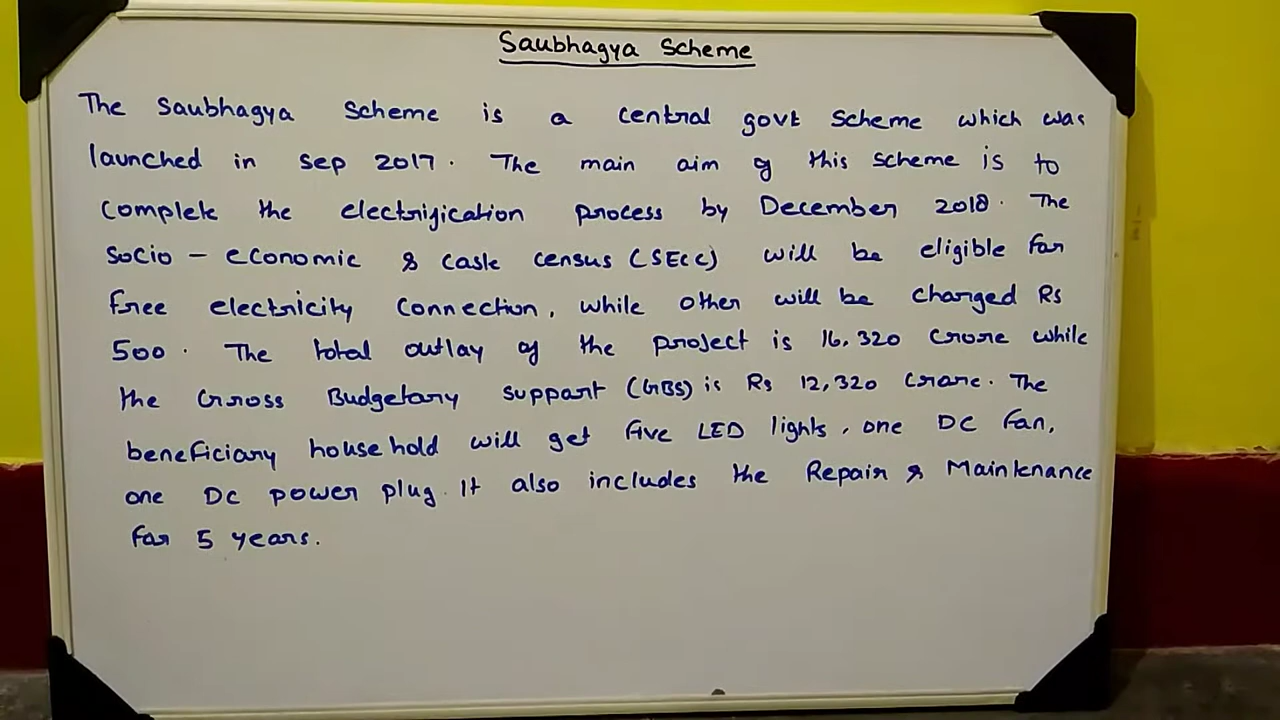 Saubhagya Scheme
The Saubhagya Scheme is a central govt Scheme which was
launched in Sep 2017. The main aim of this scheme is to
complete the electrification process by December 2018. The
Socio - economic & caste census (SECC) will be eligible for
free electricity connection, while other will be charged Rs
500. The total outlay of the project is 16,320 crore while
the Gross Budgetary support (GBS) is Rs 12,320 crore. The
beneficiary household will get five LED lights, one DC fan,
one DC power plug. It also includes the Repair & Maintenance
for 5 years.